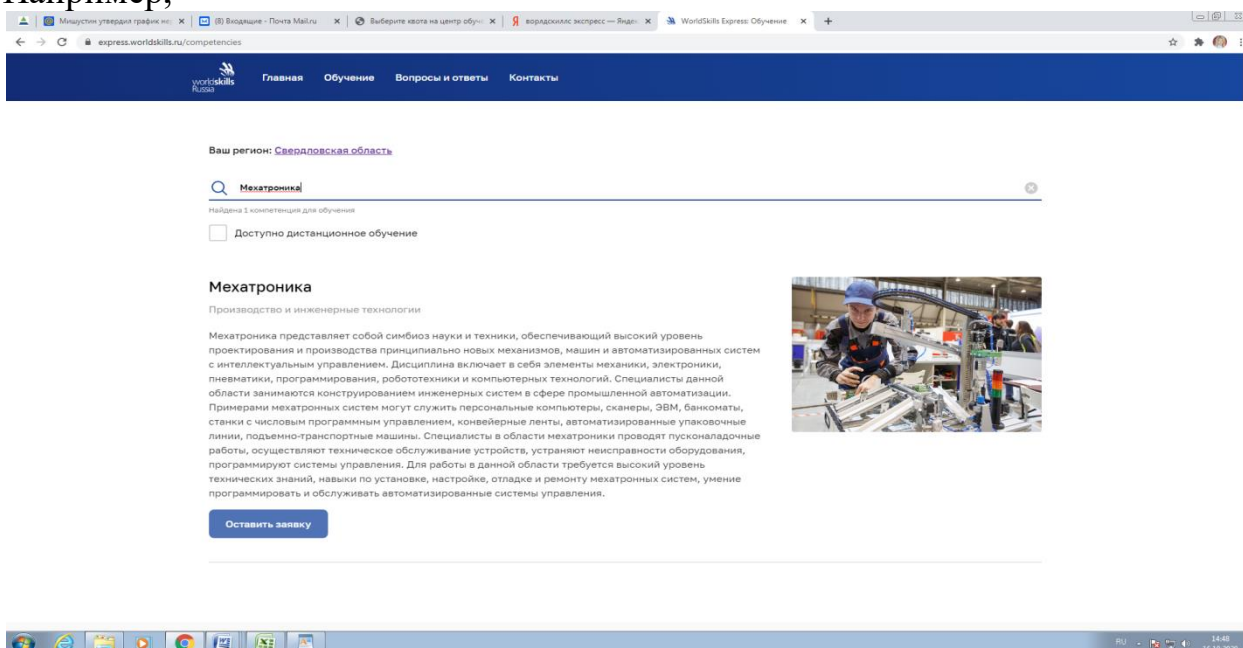 Например,
Мишустин утвердил график не
(8) Входящие - Почта Mail.ru
Выберите квота на центр обуч
ворлдскиллс экспресс — Яндек
WorldSkills Express: Обучение
express.worldskills.ru/competencies
worldskills
Russia
Главная Обучение Вопросы и ответы Контакты
Ваш регион: Свердловская область
Мехатроника
Найдена 1 компетенция для обучения
Доступно дистанционное обучение
Мехатроника
Производство и инженерные технологии
Мехатроника представляет собой симбиоз науки и техники, обеспечивающий высокий уровень
проектирования и производства принципиально новых механизмов, машин и автоматизированных систем
с интеллектуальным управлением. Дисциплина включает в себя элементы механики, электроники,
пневматики, программирования, робототехники и компьютерных технологий. Специалисты данной
области занимаются конструированием инженерных систем в сфере промышленной автоматизации.
Примерами мехатронных систем могут служить персональные компьютеры, сканеры, ЭВМ, банкоматы,
станки с числовым программным управлением, конвейерные ленты, автоматизированные упаковочные
линии, подъемно-транспортные машины. Специалисты в области мехатроники проводят пусконаладочные
работы, осуществляют техническое обслуживание устройств, устраняют неисправности оборудования,
программируют системы управления. Для работы в данной области требуется высокий уровень
технических знаний, навыки по установке, настройке, отладке и ремонту мехатронных систем, умение
программировать и обслуживать автоматизированные системы управления.
Оставить заявку
RU
14:48
16.10.2020